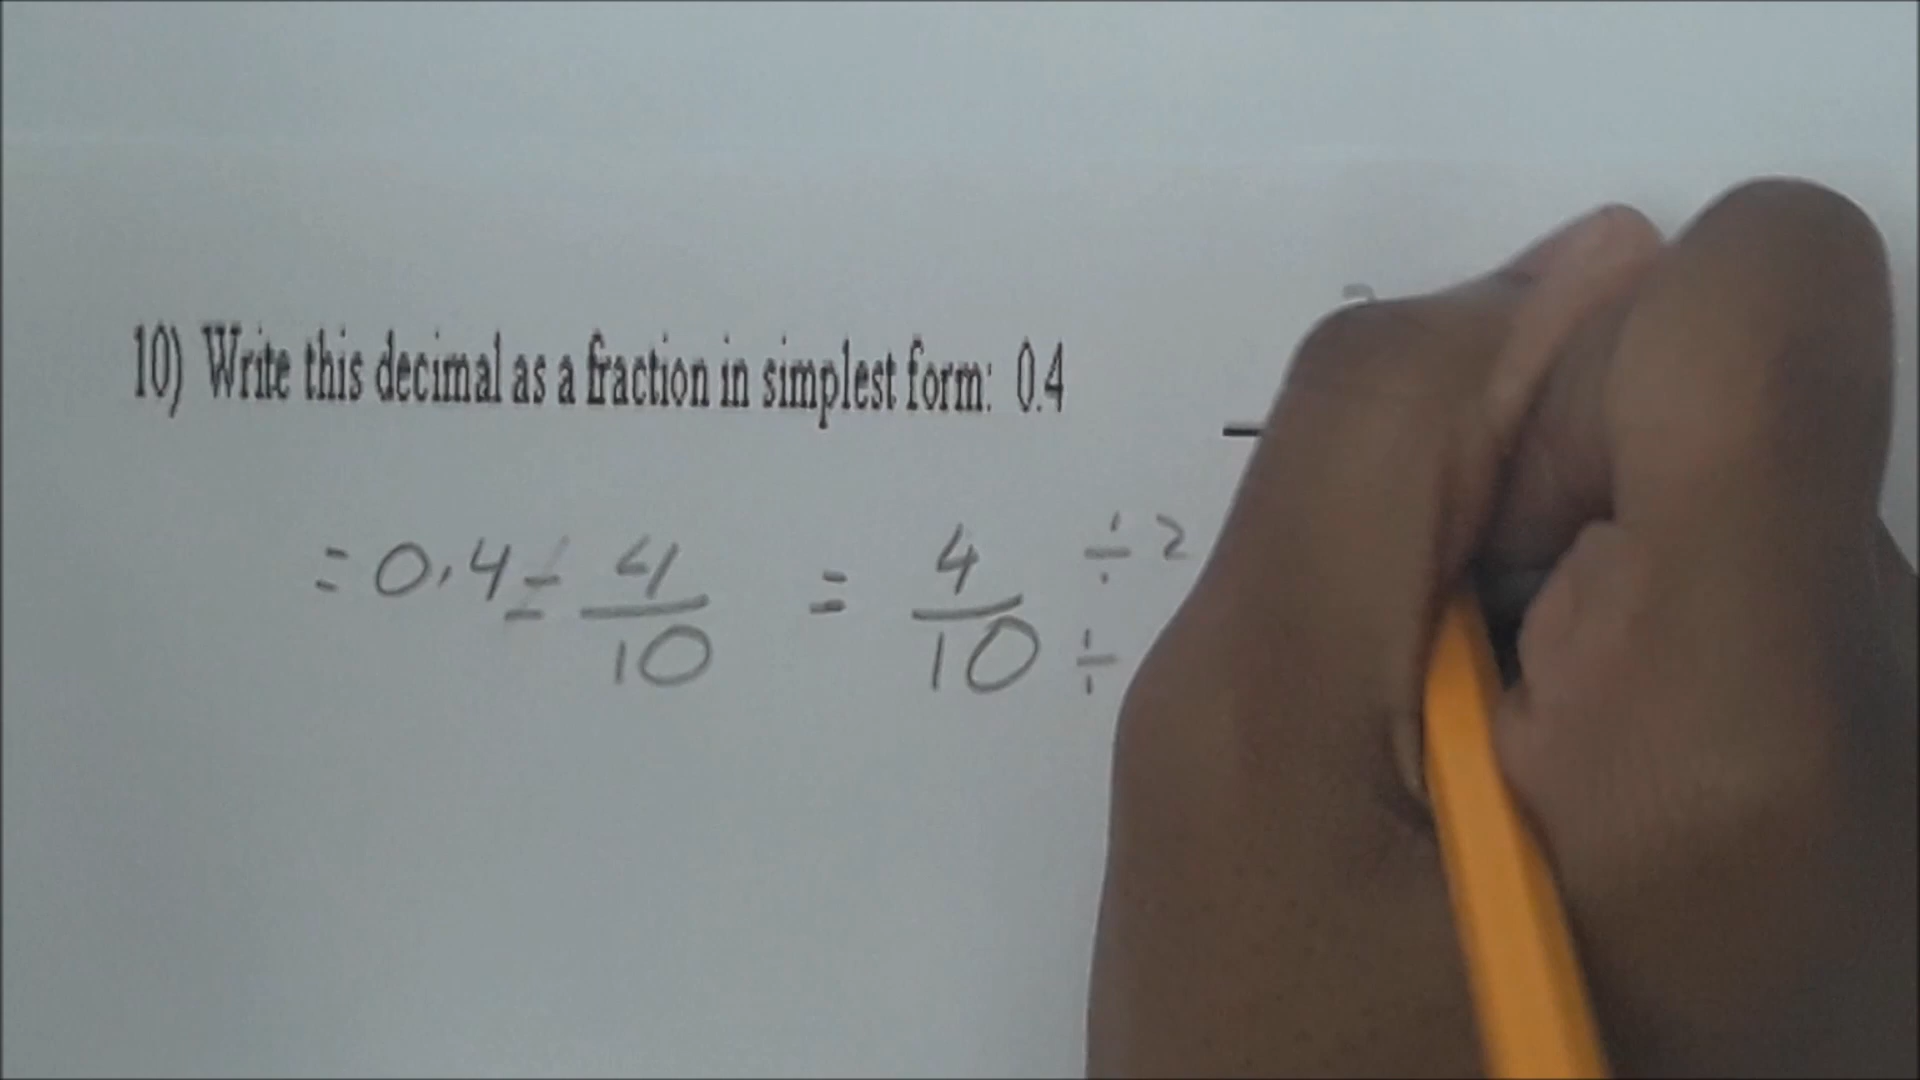 10) Write this decimal as a fraction in simplest form: 0.4
= 0.4 = 4/10 = 4/10 ÷ 2 ÷